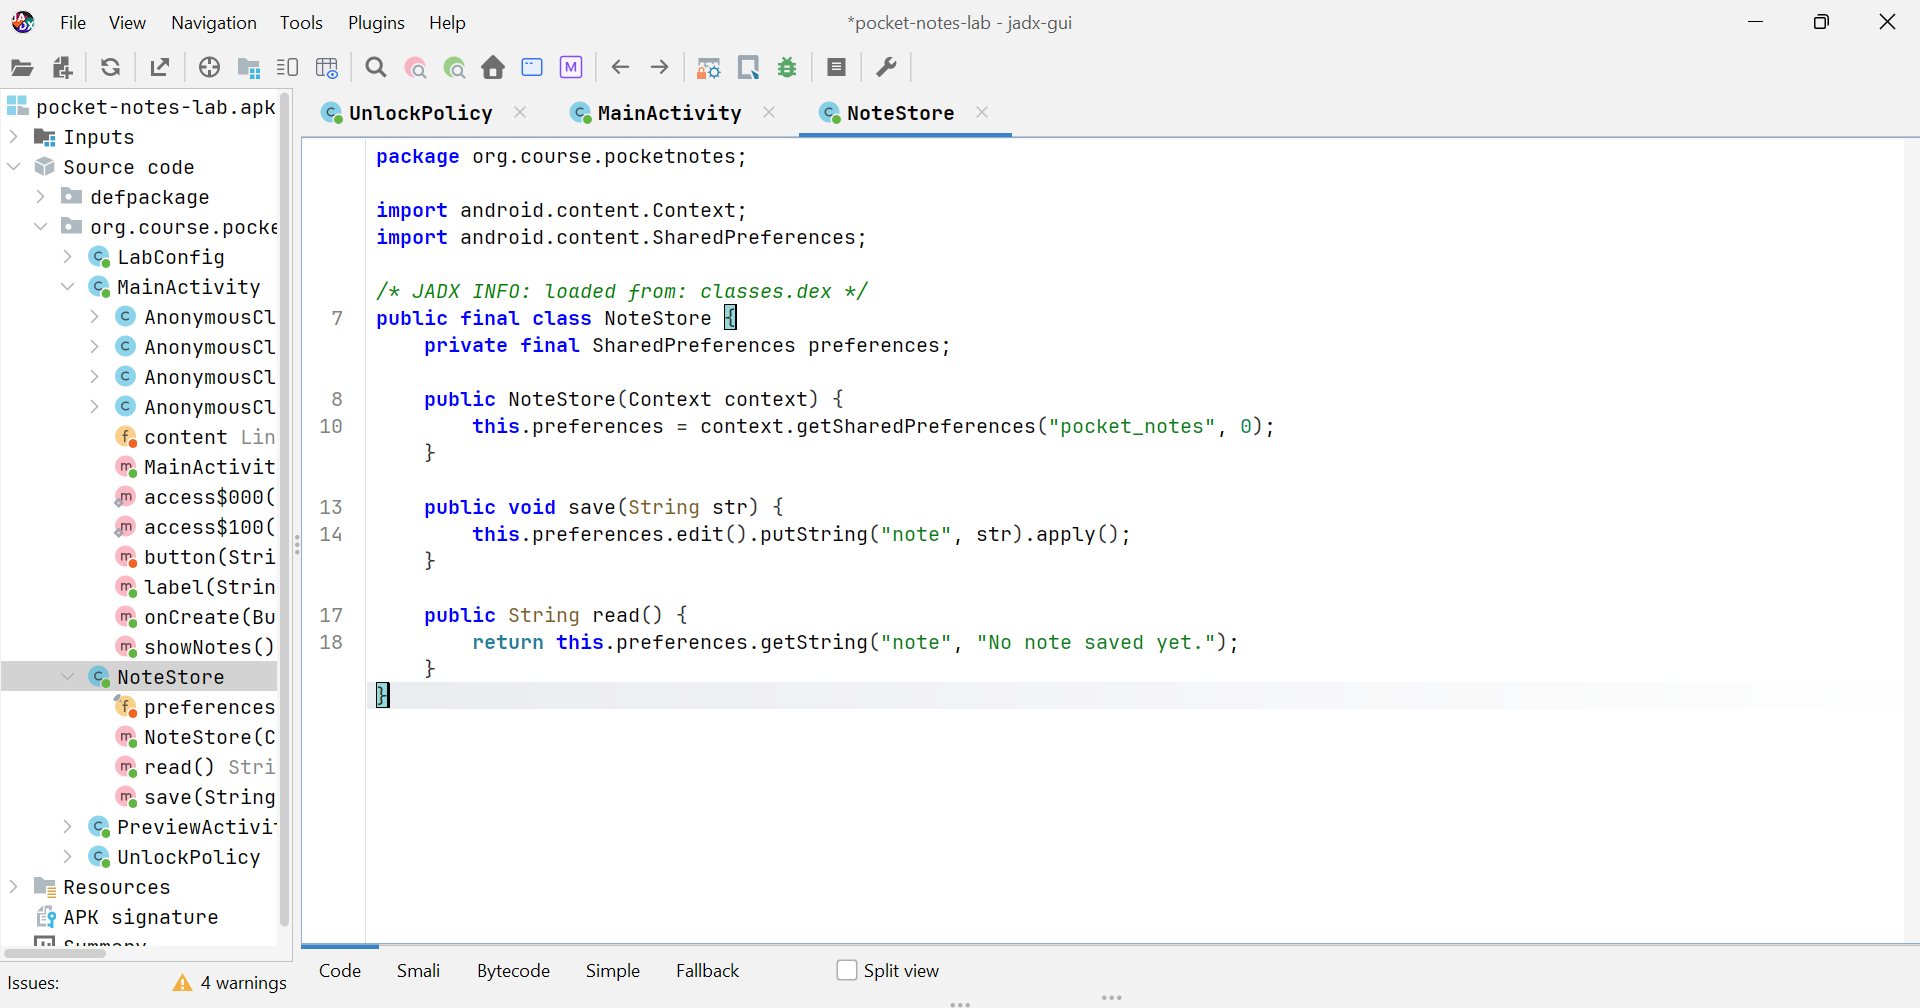 File View Navigation Tools Plugins Help
*pocket-notes-lab - jadx-gui
pocket-notes-lab.apk
Inputs
Source code
defpackage
org.course.pocke
LabConfig
MainActivity
AnonymousCl
AnonymousCl
AnonymousCl
AnonymousCl
content Lin
MainActivit
access$000(
access$100(
button(Stri
label(Strin
onCreate(Bu
showNotes()
NoteStore
preferences
NoteStore(C
read() Stri
save(String
PreviewActivi
UnlockPolicy
Resources
APK signature
Summary
Issues: 4 warnings
UnlockPolicy MainActivity NoteStore
package org.course.pocketnotes;
import android.content.Context;
import android.content.SharedPreferences;
/* JADX INFO: loaded from: classes.dex */
7 public final class NoteStore {
private final SharedPreferences preferences;
8 public NoteStore(Context context) {
10 this.preferences = context.getSharedPreferences("pocket_notes", 0);
}
13 public void save(String str) {
14 this.preferences.edit().putString("note", str).apply();
}
17 public String read() {
18 return this.preferences.getString("note", "No note saved yet.");
}
}
Code Smali Bytecode Simple Fallback Split view